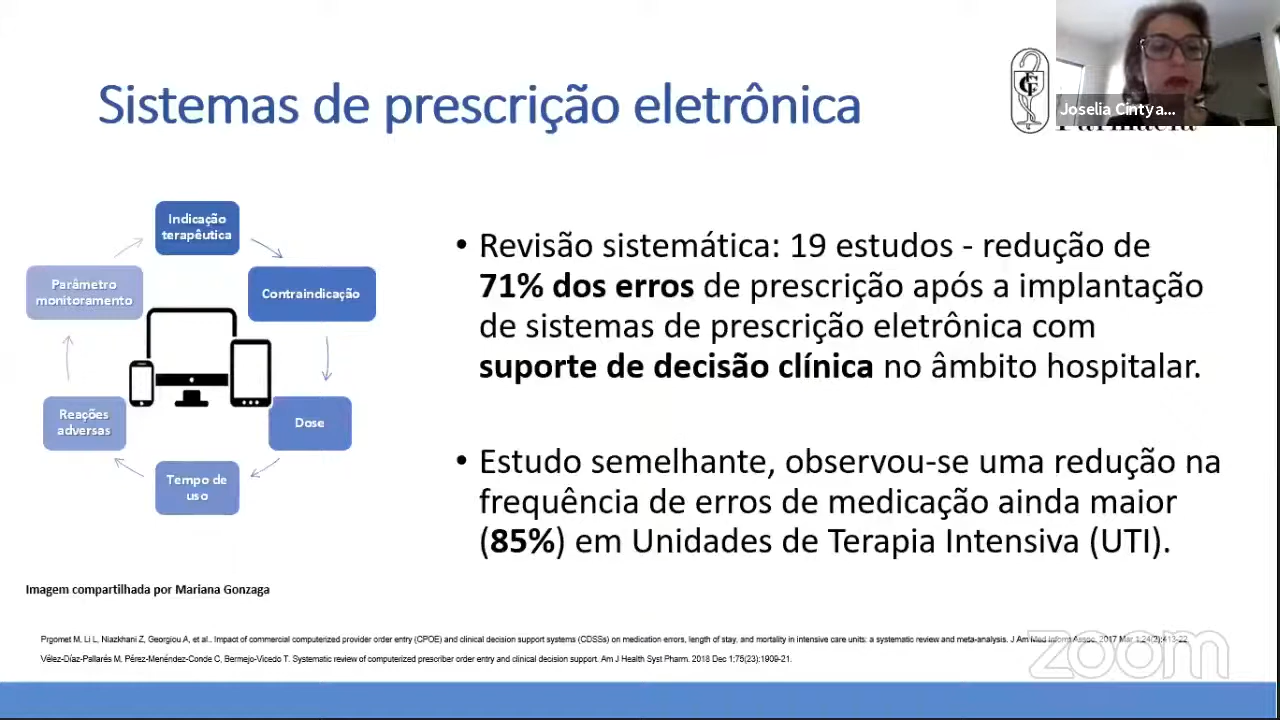 Sistemas de prescrição eletrônica
Joselia Cintya...
Farmácia
Indicação
terapêutica
Contraindicação
Dose
Tempo de
uso
Reações
adversas
Parâmetro
monitoramento
• Revisão sistemática: 19 estudos - redução de
71% dos erros de prescrição após a implantação
de sistemas de prescrição eletrônica com
suporte de decisão clínica no âmbito hospitalar.
• Estudo semelhante, observou-se uma redução na
frequência de erros de medicação ainda maior
(85%) em Unidades de Terapia Intensiva (UTI).
Imagem compartilhada por Mariana Gonzaga
Prgomet M, Li L, Niazkhani Z, Georgiou A, et al.. Impact of commercial computerized provider order entry (CPOE) and clinical decision support systems (CDSSs) on medication errors, length of stay, and mortality in intensive care units: a systematic review and meta-analysis. J Am Med Inform Assoc. 2017 Mar 1;24(2):413-22
Vélez-Díaz-Pallarés M, Pérez-Menéndez-Conde C, Bermejo-Vicedo T. Systematic review of computerized prescriber order entry and clinical decision support. Am J Health Syst Pharm. 2018 Dec 1;75(23):1909-21.
zoom